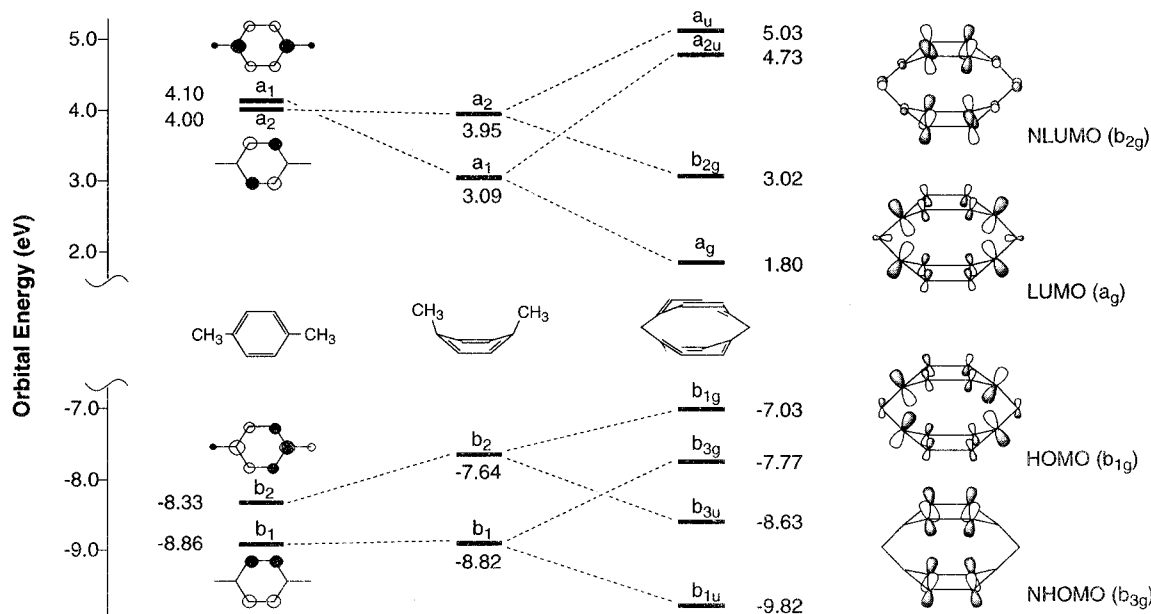 Orbital Energy (eV)
5.0
4.0
3.0
2.0
-7.0
-8.0
-9.0
4.10
4.00
a1
a2
a2
3.95
a1
3.09
au
5.03
a2u
4.73
b2g
3.02
ag
1.80
NLUMO (b2g)
LUMO (ag)
CH3
CH3
CH3
CH3
-8.33
b2
-8.86
b1
b2
-7.64
b1
-8.82
b1g
-7.03
b3g
-7.77
b3u
-8.63
b1u
-9.82
HOMO (b1g)
NHOMO (b3g)